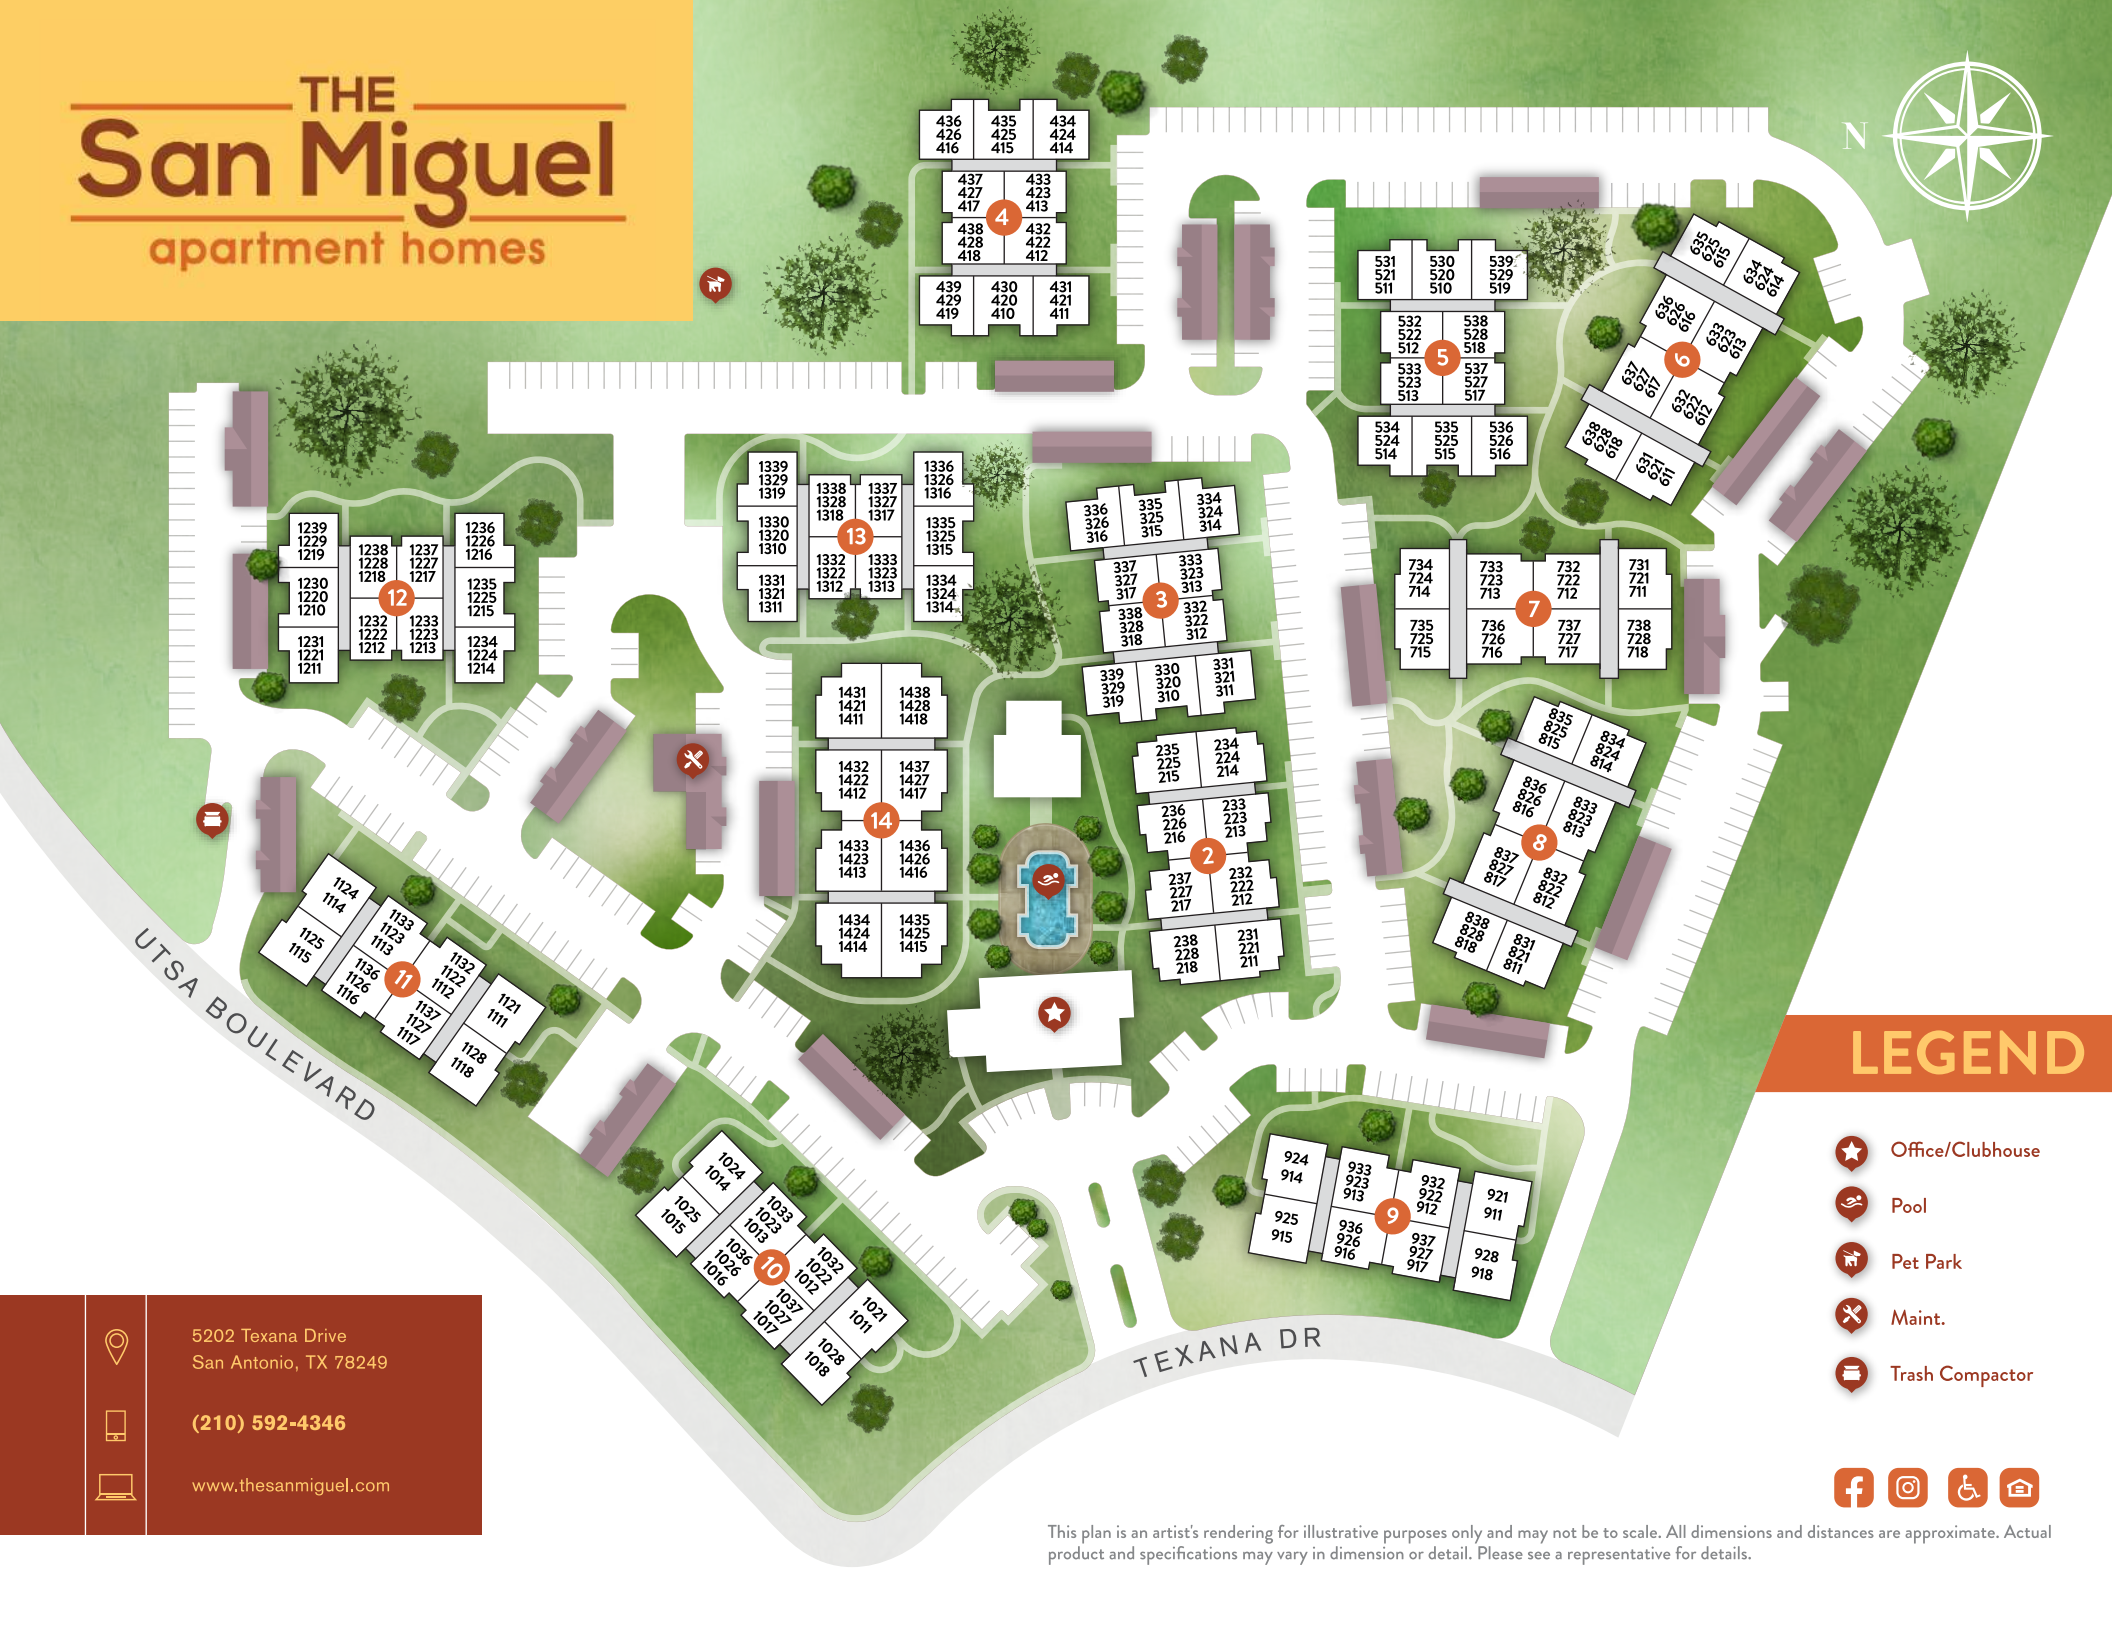 THE
San Miguel
apartment homes
N
436 435 434
426 425 424
416 415 414
437 433
427 423
417 413
4
438 432
428 422
418 412
439 430 431
429 420 421
419 410 411
531 530 539
521 520 529
511 510 519
532 538
522 528
512 518
5
533 537
523 527
513 517
534 535 536
524 525 526
514 515 516
635 634
625 624
615 614
636 633
626 623
616 613
6
637 632
627 622
617 612
638 631
628 621
618 611
1339 1338 1337 1336
1329 1328 1327 1326
1319 1318 1317 1316
1330 1335
1320 1325
1310 1315
13
1331 1332 1333 1334
1321 1322 1323 1324
1311 1312 1313 1314
336 335 334
326 325 324
316 315 314
337 333
327 323
317 313
3
338 332
328 322
318 312
339 330 331
329 320 321
319 310 311
1239 1238 1237 1236
1229 1228 1227 1226
1219 1218 1217 1216
1230 1235
1220 1225
1210 1215
12
1231 1232 1233 1234
1221 1222 1223 1224
1211 1212 1213 1214
734 733 732 731
724 723 722 721
714 713 712 711
7
735 736 737 738
725 726 727 728
715 716 717 718
1431 1438
1421 1428
1411 1418
1432 1437
1422 1427
1412 1417
14
1433 1436
1423 1426
1413 1416
1434 1435
1424 1425
1414 1415
235 234
225 224
215 214
236 233
226 223
216 213
2
237 232
227 222
217 212
238 231
228 221
218 211
835 834
825 824
815 814
836 833
826 823
816 813
8
837 832
827 822
817 812
838 831
828 821
818 811
1124 1133 1132 1121
1114 1123 1122 1111
1113 1112
11
1125 1136 1137 1128
1115 1126 1127 1118
1116 1117
1024 1033 1032 1021
1014 1023 1022 1011
1013 1012
10
1025 1036 1037 1028
1015 1026 1027 1018
1016 1017
924 933 932 921
914 923 922 911
913 912
9
925 936 937 928
915 926 927 918
916 917
UTSA BOULEVARD
TEXANA DR
LEGEND
Office/Clubhouse
Pool
Pet Park
Maint.
Trash Compactor
5202 Texana Drive
San Antonio, TX 78249
(210) 592-4346
www.thesanmiguel.com
This plan is an artist's rendering for illustrative purposes only and may not be to scale. All dimensions and distances are approximate. Actual
product and specifications may vary in dimension or detail. Please see a representative for details.